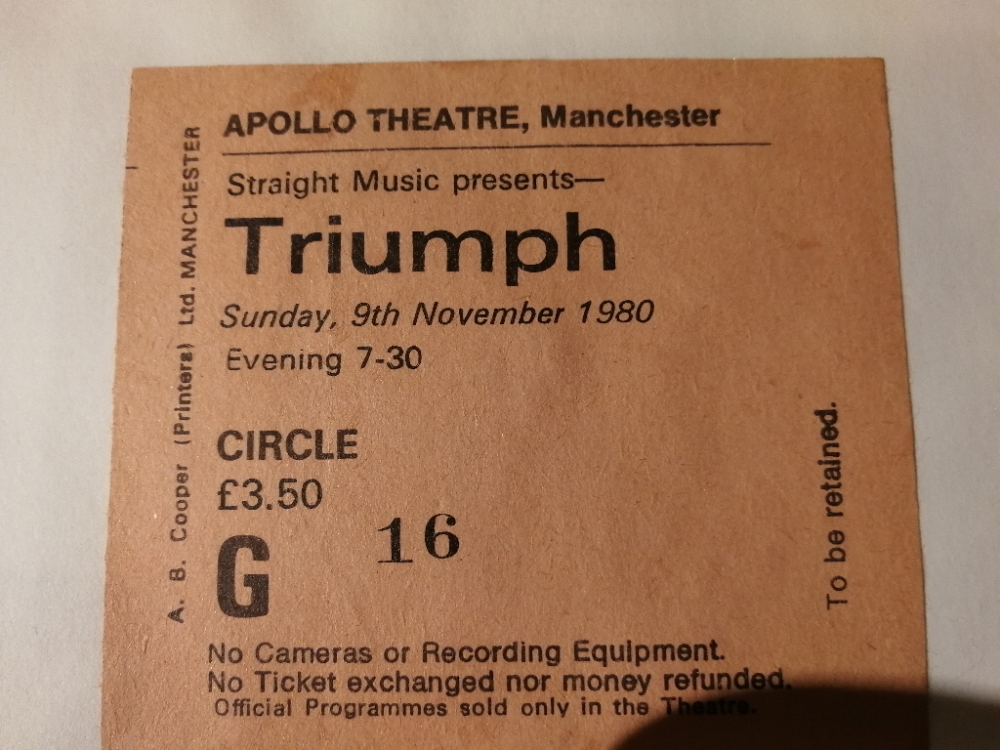 APOLLO THEATRE, Manchester
Straight Music presents—
Triumph
Sunday, 9th November 1980
Evening 7-30
CIRCLE
£3.50
G 16
No Cameras or Recording Equipment.
No Ticket exchanged nor money refunded.
Official Programmes sold only in the Theatre.
A. B. Cooper (Printers) Ltd. MANCHESTER
To be retained.